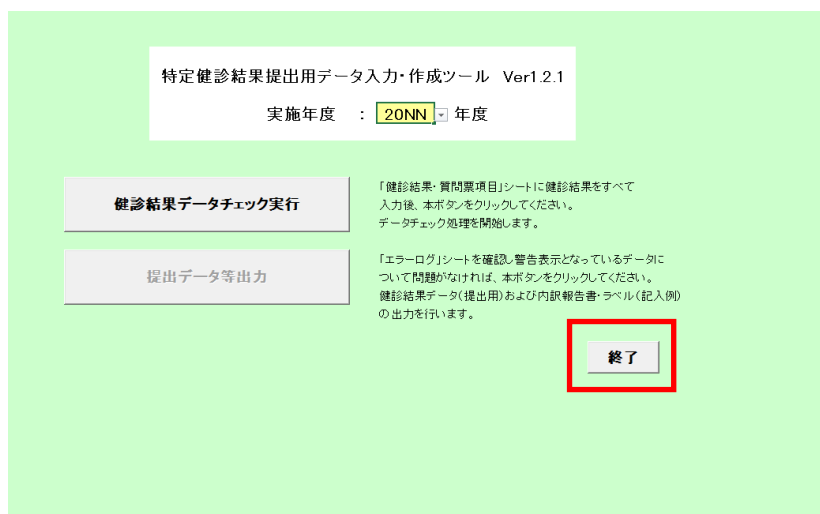 特定健診結果提出用データ入力・作成ツール Ver1.2.1
実施年度 : 20NN 年度
健診結果データチェック実行
「健診結果・質問票項目」シートに健診結果をすべて
入力後、本ボタンをクリックしてください。
データチェック処理を開始します。
提出データ等出力
「エラーログ」シートを確認し警告表示となっているデータに
ついて問題がなければ、本ボタンをクリックしてください。
健診結果データ(提出用)および内訳報告書・ラベル(記入例)
の出力を行います。
終了